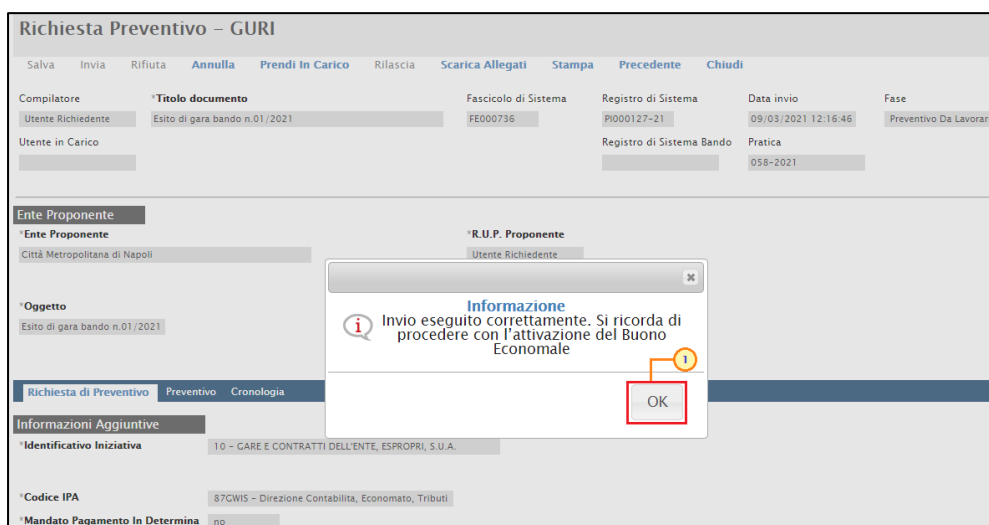 Richiesta Preventivo – GURI
Salva Invia Rifiuta Annulla Prendi In Carico Rilascia Scarica Allegati Stampa Precedente Chiudi
Compilatore *Titolo documento Fascicolo di Sistema Registro di Sistema Data invio Fase
Utente Richiedente Esito di gara bando n.01/2021 FE000736 PI000127-21 09/03/2021 12:16:46 Preventivo Da Lavorar
Utente in Carico Registro di Sistema Bando Pratica
058-2021
Ente Proponente
*Ente Proponente *R.U.P. Proponente
Città Metropolitana di Napoli Utente Richiedente
Informazione
Invio eseguito correttamente. Si ricorda di
procedere con l'attivazione del Buono
Economale
1
OK
*Oggetto
Esito di gara bando n.01/2021
Richiesta di Preventivo Preventivo Cronologia
Informazioni Aggiuntive
*Identificativo Iniziativa 10 – GARE E CONTRATTI DELL'ENTE, ESPROPRI, S.U.A.
*Codice IPA 87GWIS – Direzione Contabilita, Economato, Tributi
*Mandato Pagamento In Determina no